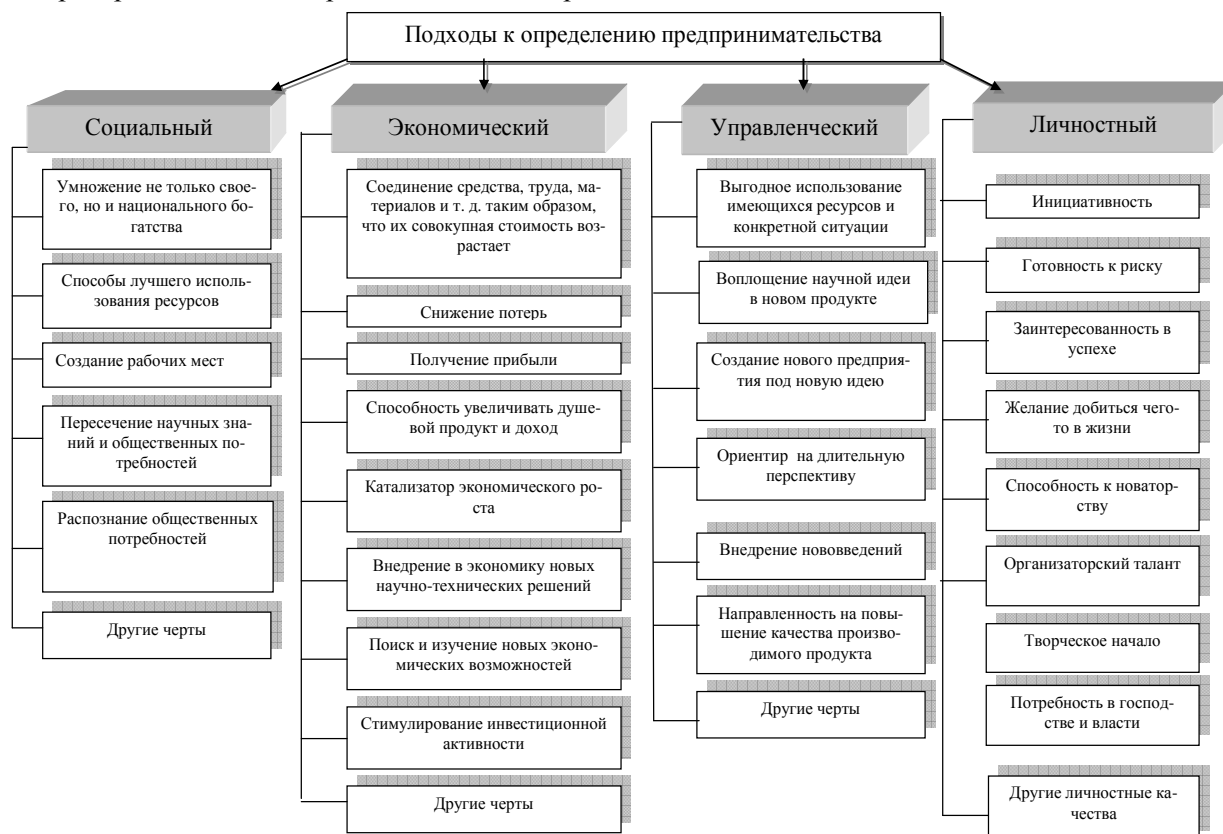 Подходы к определению предпринимательства
Социальный
Умножение не только свое-
го, но и национального бо-
гатства
Способы лучшего исполь-
зования ресурсов
Создание рабочих мест
Пересечение научных зна-
ний и общественных по-
требностей
Распознание общественных
потребностей
Другие черты
Экономический
Соединение средства, труда, ма-
териалов и т. д. таким образом,
что их совокупная стоимость воз-
растает
Снижение потерь
Получение прибыли
Способность увеличивать душе-
вой продукт и доход
Катализатор экономического ро-
ста
Внедрение в экономику новых
научно-технических решений
Поиск и изучение новых эконо-
мических возможностей
Стимулирование инвестиционной
активности
Другие черты
Управленческий
Выгодное использование
имеющихся ресурсов и
конкретной ситуации
Воплощение научной идеи
в новом продукте
Создание нового предприя-
тия под новую идею
Ориентир на длительную
перспективу
Внедрение нововведений
Направленность на повы-
шение качества произво-
димого продукта
Другие черты
Личностный
Инициативность
Готовность к риску
Заинтересованность в
успехе
Желание добиться чего-
то в жизни
Способность к новатор-
ству
Организаторский талант
Творческое начало
Потребность в господ-
стве и власти
Другие личностные ка-
чества